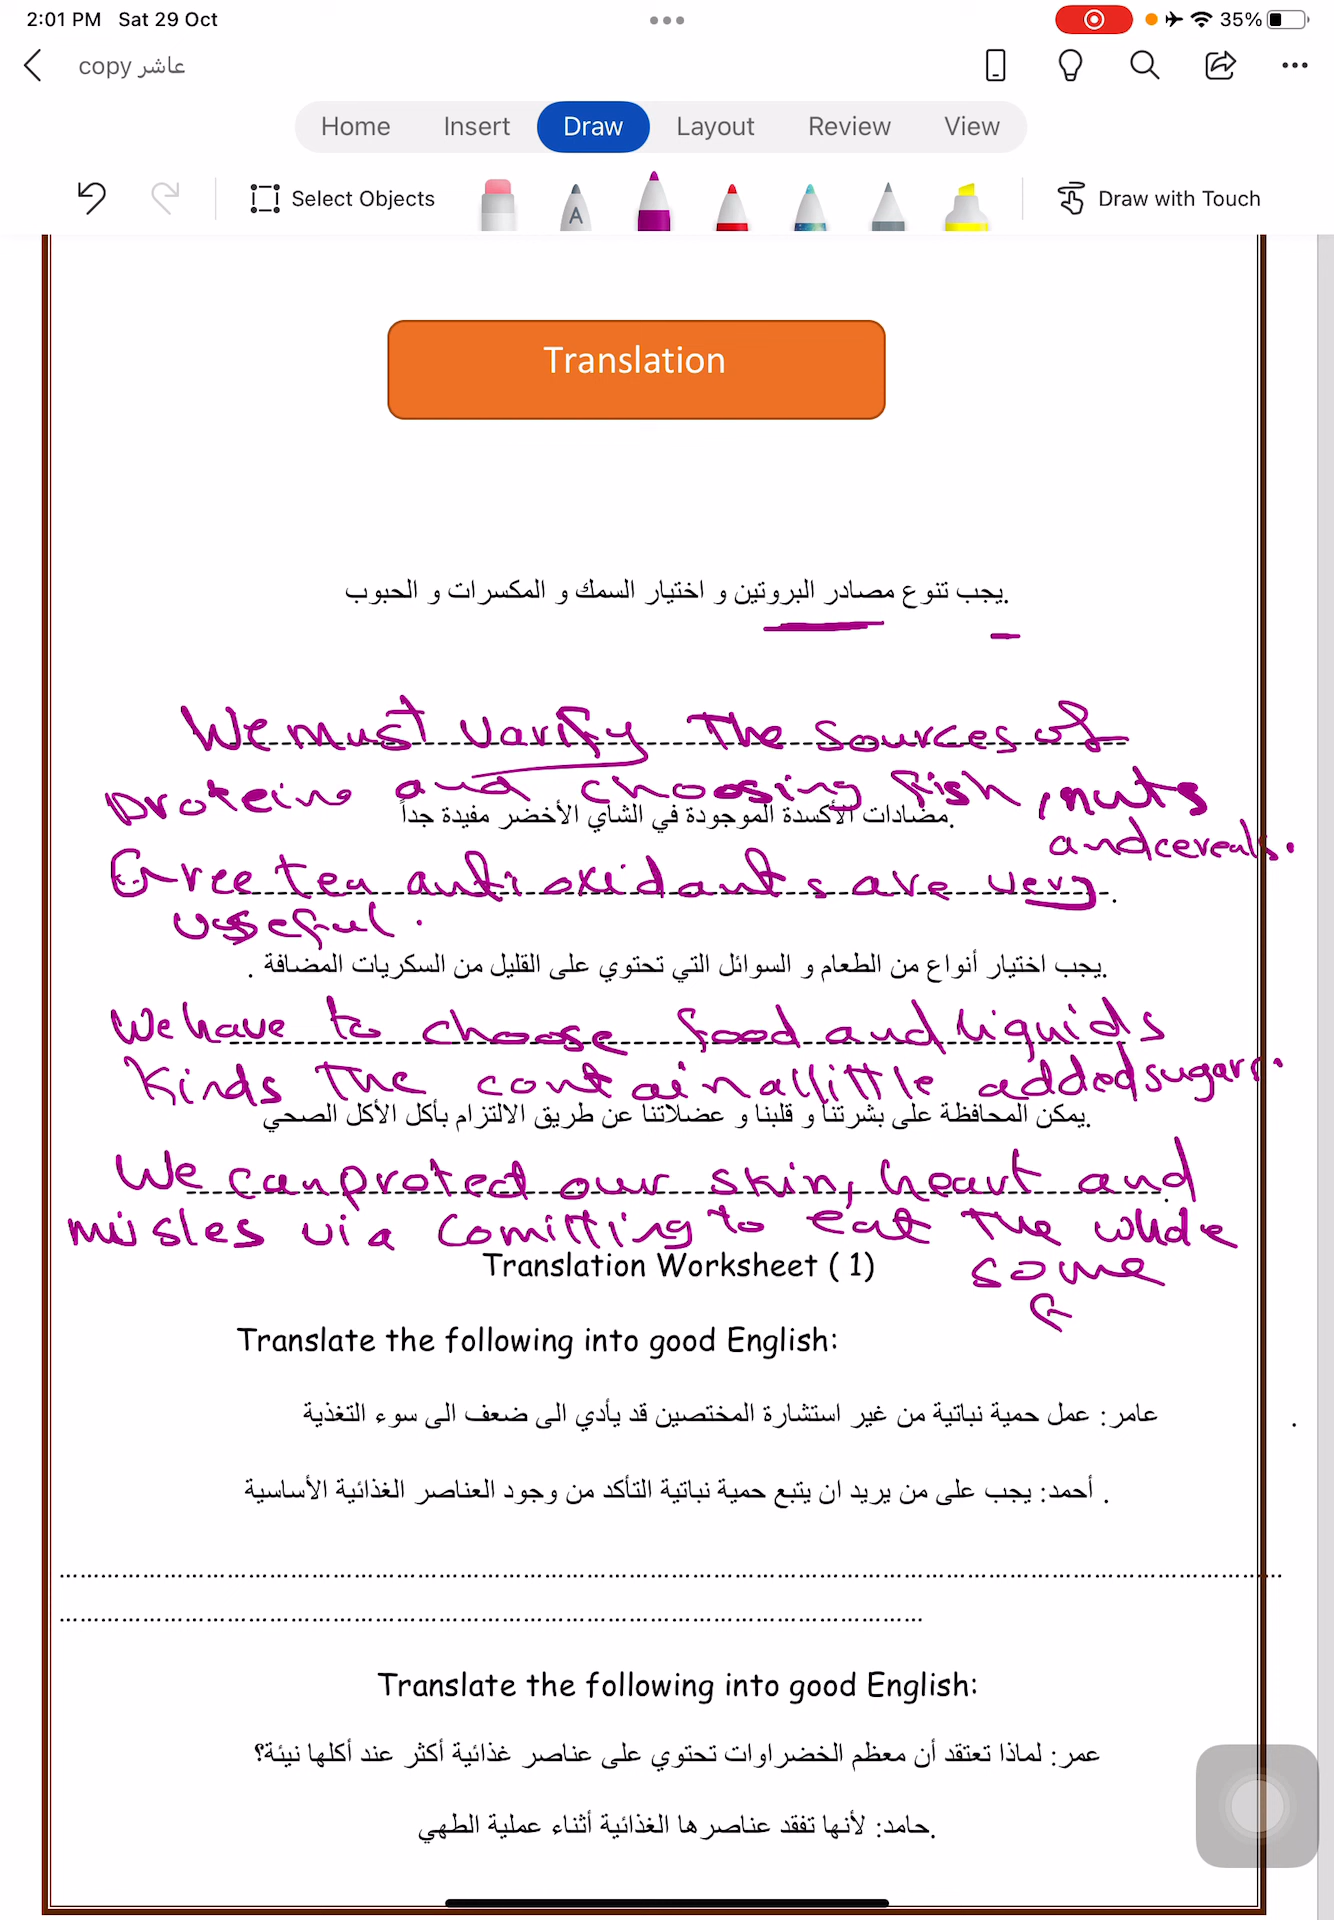 2:01 PM Sat 29 Oct
35%
عاشر copy
Home Insert Draw Layout Review View
Select Objects
A
Draw with Touch
Translation
يجب تنوع مصادر البروتين و اختيار السمك و المكسرات و الحبوب.
We must varify the sources of
proteins and choosing fish, nuts
and cereals.
مضادات الأكسدة الموجودة في الشاي الأخضر مفيدة جداً.
Gree tea anti oxidants are very
useful.
يجب اختيار أنواع من الطعام و السوائل التي تحتوي على القليل من السكريات المضافة.
We have to choose food and liquids
kinds the contain a little added sugars.
يمكن المحافظة على بشرتنا و قلبنا و عضلاتنا عن طريق الالتزام بأكل الأكل الصحي.
We can protect our skin, heart and
misles via comitting to eat the whole
some
Translation Worksheet ( 1)
Translate the following into good English:
عامر: عمل حمية نباتية من غير استشارة المختصين قد يأدي الى ضعف الى سوء التغذية
أحمد: يجب على من يريد ان يتبع حمية نباتية التأكد من وجود العناصر الغذائية الأساسية .
Translate the following into good English:
عمر: لماذا تعتقد أن معظم الخضراوات تحتوي على عناصر غذائية أكثر عند أكلها نيئة؟
حامد: لأنها تفقد عناصرها الغذائية أثناء عملية الطهي.